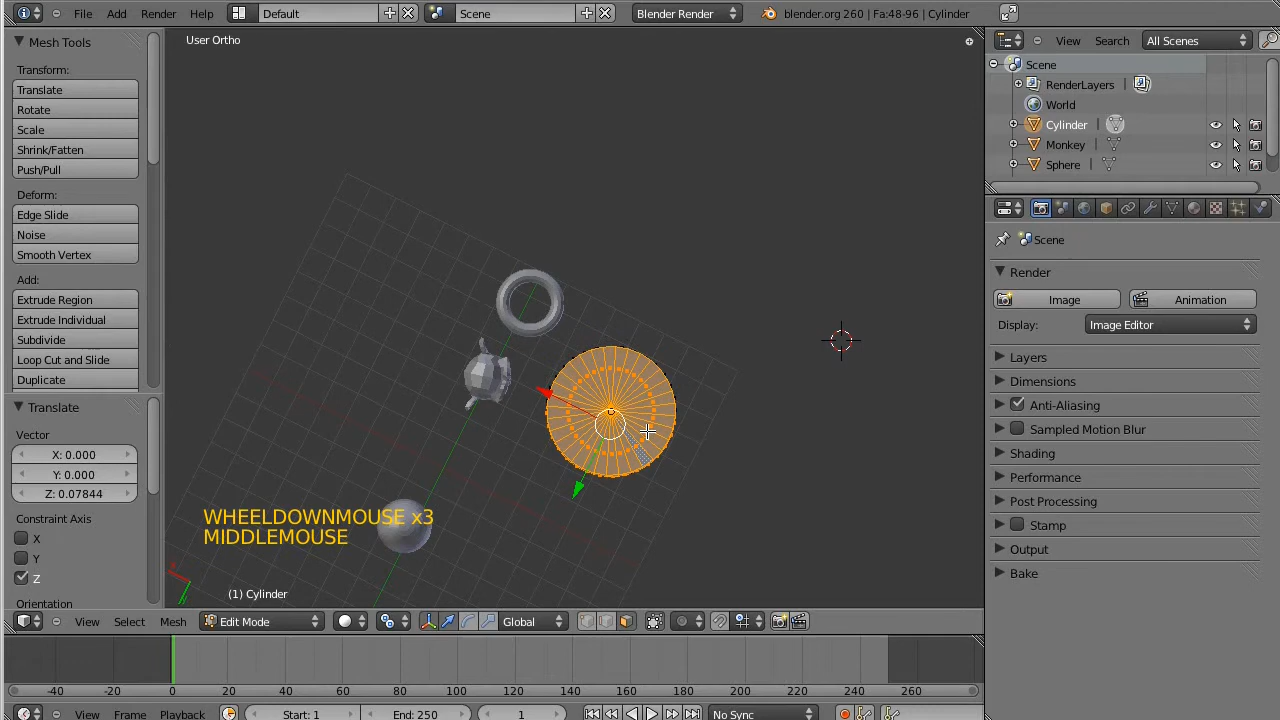 File Add Render Help Default Scene Blender Render blender.org 260 | Fa:48-96 | Cylinder
Mesh Tools
Transform:
Translate
Rotate
Scale
Shrink/Fatten
Push/Pull
Deform:
Edge Slide
Noise
Smooth Vertex
Add:
Extrude Region
Extrude Individual
Subdivide
Loop Cut and Slide
Duplicate
Translate
Vector
X: 0.000
Y: 0.000
Z: 0.07844
Constraint Axis
X
Y
Z
Orientation
User Ortho
WHEELDOWNMOUSE x3
MIDDLEMOUSE
(1) Cylinder
View Select Mesh Edit Mode Global
-40 -20 0 20 40 60 80 100 120 140 160 180 200 220 240 260
View Frame Playback Start: 1 End: 250 1 No Sync
View Search All Scenes
Scene
RenderLayers |
World
Cylinder |
Monkey |
Sphere |
Scene
Render
Image Animation
Display: Image Editor
Layers
Dimensions
Anti-Aliasing
Sampled Motion Blur
Shading
Performance
Post Processing
Stamp
Output
Bake